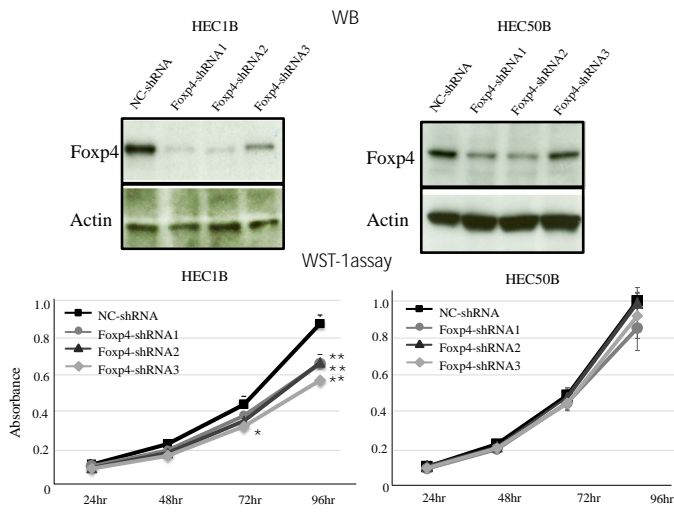 WB
HEC1B
HEC50B
NC-shRNA
Foxp4-shRNA1
Foxp4-shRNA2
Foxp4-shRNA3
NC-shRNA
Foxp4-shRNA1
Foxp4-shRNA2
Foxp4-shRNA3
Foxp4
Foxp4
Actin
Actin
WST-1assay
HEC1B
HEC50B
1.0
0.8
0.6
0.4
0.2
0
Absorbance
NC-shRNA
Foxp4-shRNA1
Foxp4-shRNA2
Foxp4-shRNA3
**
**
**
*
24hr 48hr 72hr 96hr
1.0
0.8
0.6
0.4
0.2
0
NC-shRNA
Foxp4-shRNA1
Foxp4-shRNA2
Foxp4-shRNA3
24hr 48hr 72hr 96hr